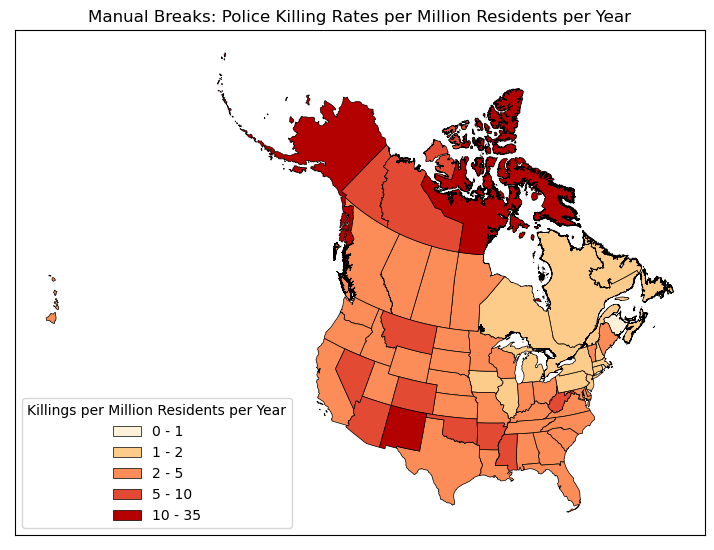 Manual Breaks: Police Killing Rates per Million Residents per Year
Killings per Million Residents per Year
0 - 1
1 - 2
2 - 5
5 - 10
10 - 35